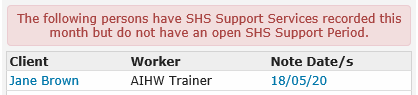 The following persons have SHS Support Services recorded this
month but do not have an open SHS Support Period.
Client Worker Note Date/s
Jane Brown AIHW Trainer 18/05/20